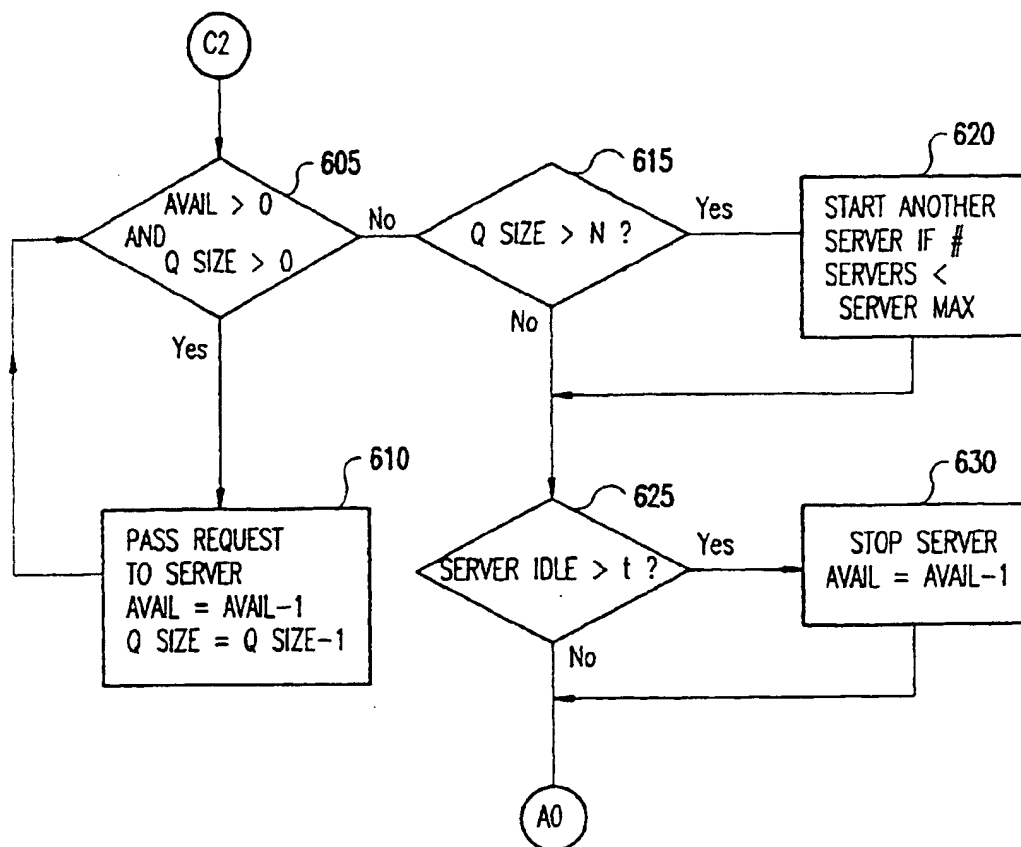 C2
605
AVAIL > 0
AND
Q SIZE > 0
No
Yes
610
PASS REQUEST
TO SERVER
AVAIL = AVAIL-1
Q SIZE = Q SIZE-1
615
Q SIZE > N ?
Yes
No
620
START ANOTHER
SERVER IF #
SERVERS <
SERVER MAX
625
SERVER IDLE > t ?
Yes
No
630
STOP SERVER
AVAIL = AVAIL-1
A0